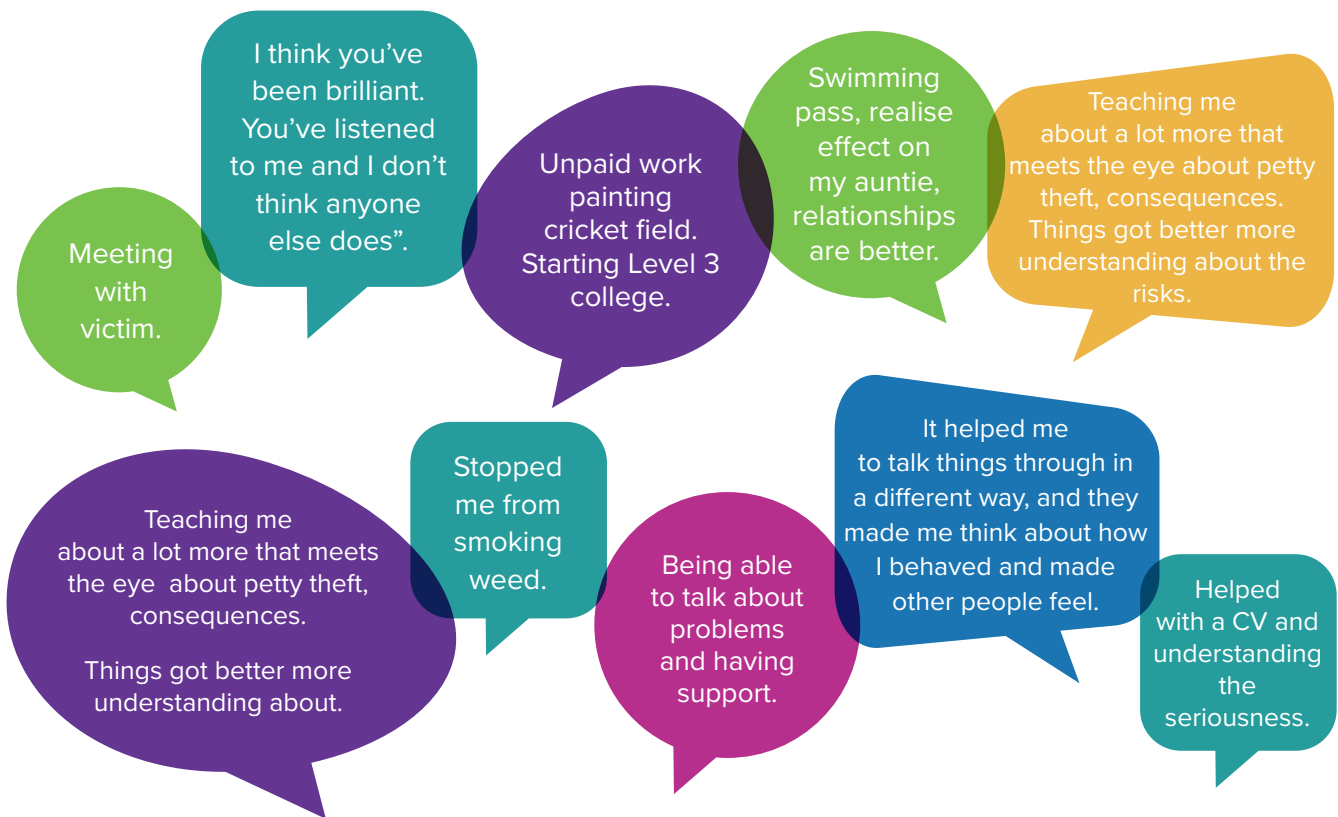 Meeting
with
victim.
I think you've
been brilliant.
You've listened
to me and I don't
think anyone
else does”.
Unpaid work
painting
cricket field.
Starting Level 3
college.
Swimming
pass, realise
effect on
my auntie,
relationships
are better.
Teaching me
about a lot more that
meets the eye about petty
theft, consequences.
Things got better more
understanding about the
risks.
Teaching me
about a lot more that meets
the eye  about petty theft,
consequences.
Things got better more
understanding about.
Stopped
me from
smoking
weed.
Being able
to talk about
problems
and having
support.
It helped me
to talk things through in
a different way, and they
made me think about how
I behaved and made
other people feel.
Helped
with a CV and
understanding
the
seriousness.